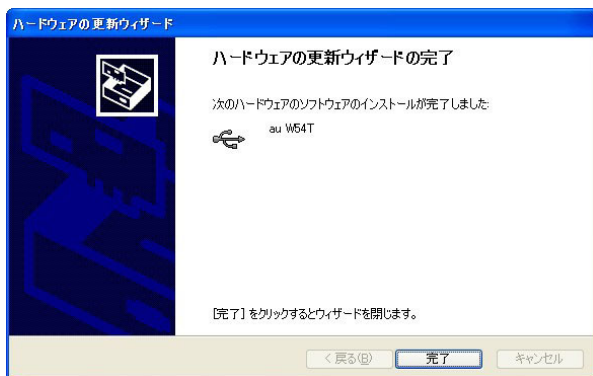 ハードウェアの更新ウィザード
ハードウェアの更新ウィザードの完了
次のハードウェアのソフトウェアのインストールが完了しました:
au W54T
[完了] をクリックするとウィザードを閉じます。
< 戻る(B)
完了
キャンセル